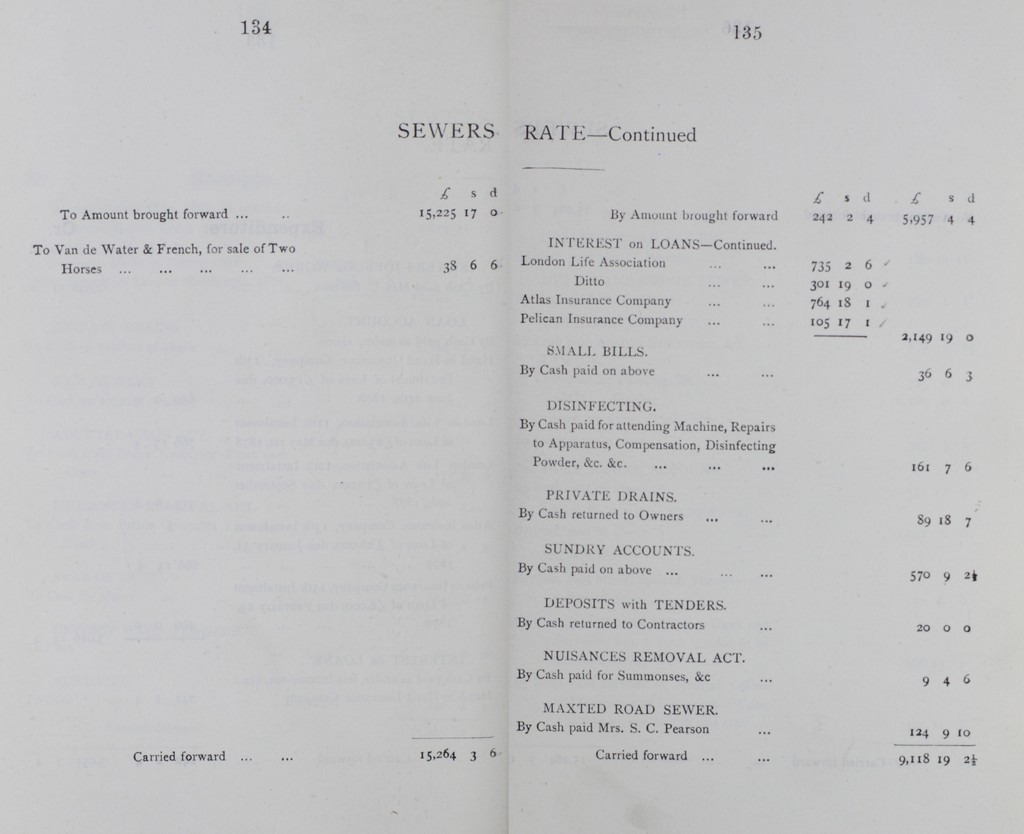 134
SEWERS
£ s d
To Amount brought forward ... .. 15,225 17 0
To Van de Water & French, for sale of Two
Horses ... ... ... ... ... 38 6 6
Carried forward ... ... 15,264 3 6
135
RATE—Continued
£ s d £ s d
By Amount brought forward 242 2 4 5,957 4 4
INTEREST on LOANS—Continued.
London Life Association ... ... 735 2 6
Ditto ... ... 301 19 0
Atlas Insurance Company ... ... 764 18 1
Pelican Insurance Company ... ... 105 17 1
2,149 19 0
SMALL BILLS.
By Cash paid on above ... ... 36 6 3
DISINFECTING.
By Cash paid for attending Machine, Repairs
to Apparatus, Compensation, Disinfecting
Powder, &c. &c. ... ... ... 161 7 6
PRIVATE DRAINS.
By Cash returned to Owners ... ... 89 18 7
SUNDRY ACCOUNTS.
By Cash paid on above ... ... ... 570 9 2½
DEPOSITS with TENDERS.
By Cash returned to Contractors ... 20 0 0
NUISANCES REMOVAL ACT.
By Cash paid for Summonses, &c ... 9 4 6
MAXTED ROAD SEWER.
By Cash paid Mrs. S. C. Pearson ... 124 9 10
Carried forward ... ... 9,118 19 2½